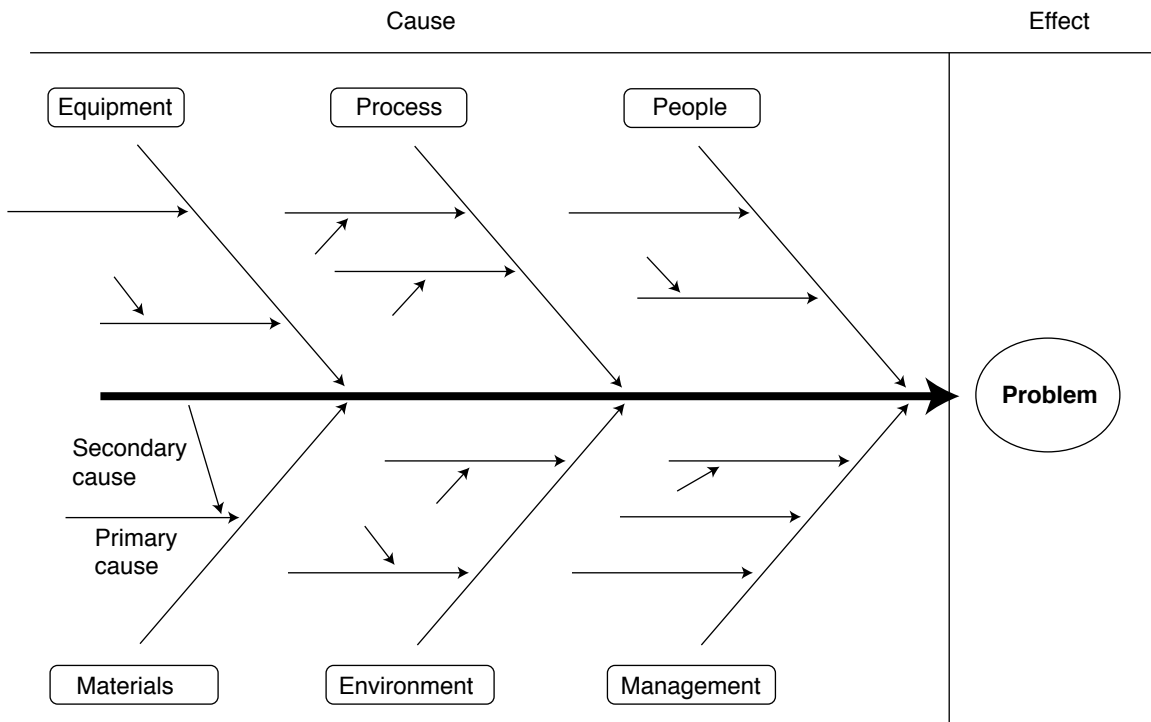 Cause
Effect
Equipment
Process
People
Problem
Secondary
cause
Primary
cause
Materials
Environment
Management